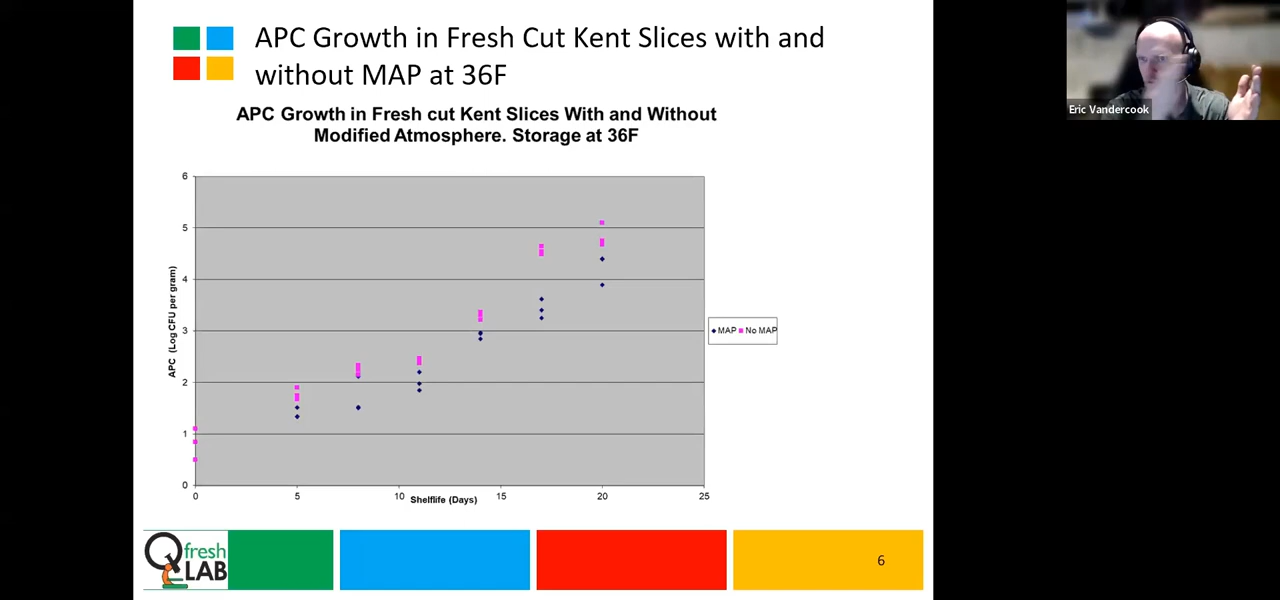 APC Growth in Fresh Cut Kent Slices with and
without MAP at 36F
APC Growth in Fresh cut Kent Slices With and Without
Modified Atmosphere. Storage at 36F
APC (Log CFU per gram)
6
5
4
3
2
1
0
0 5 10 15 20 25
Shelflife (Days)
MAP No MAP
Q fresh
LAB
6
Eric Vandercook